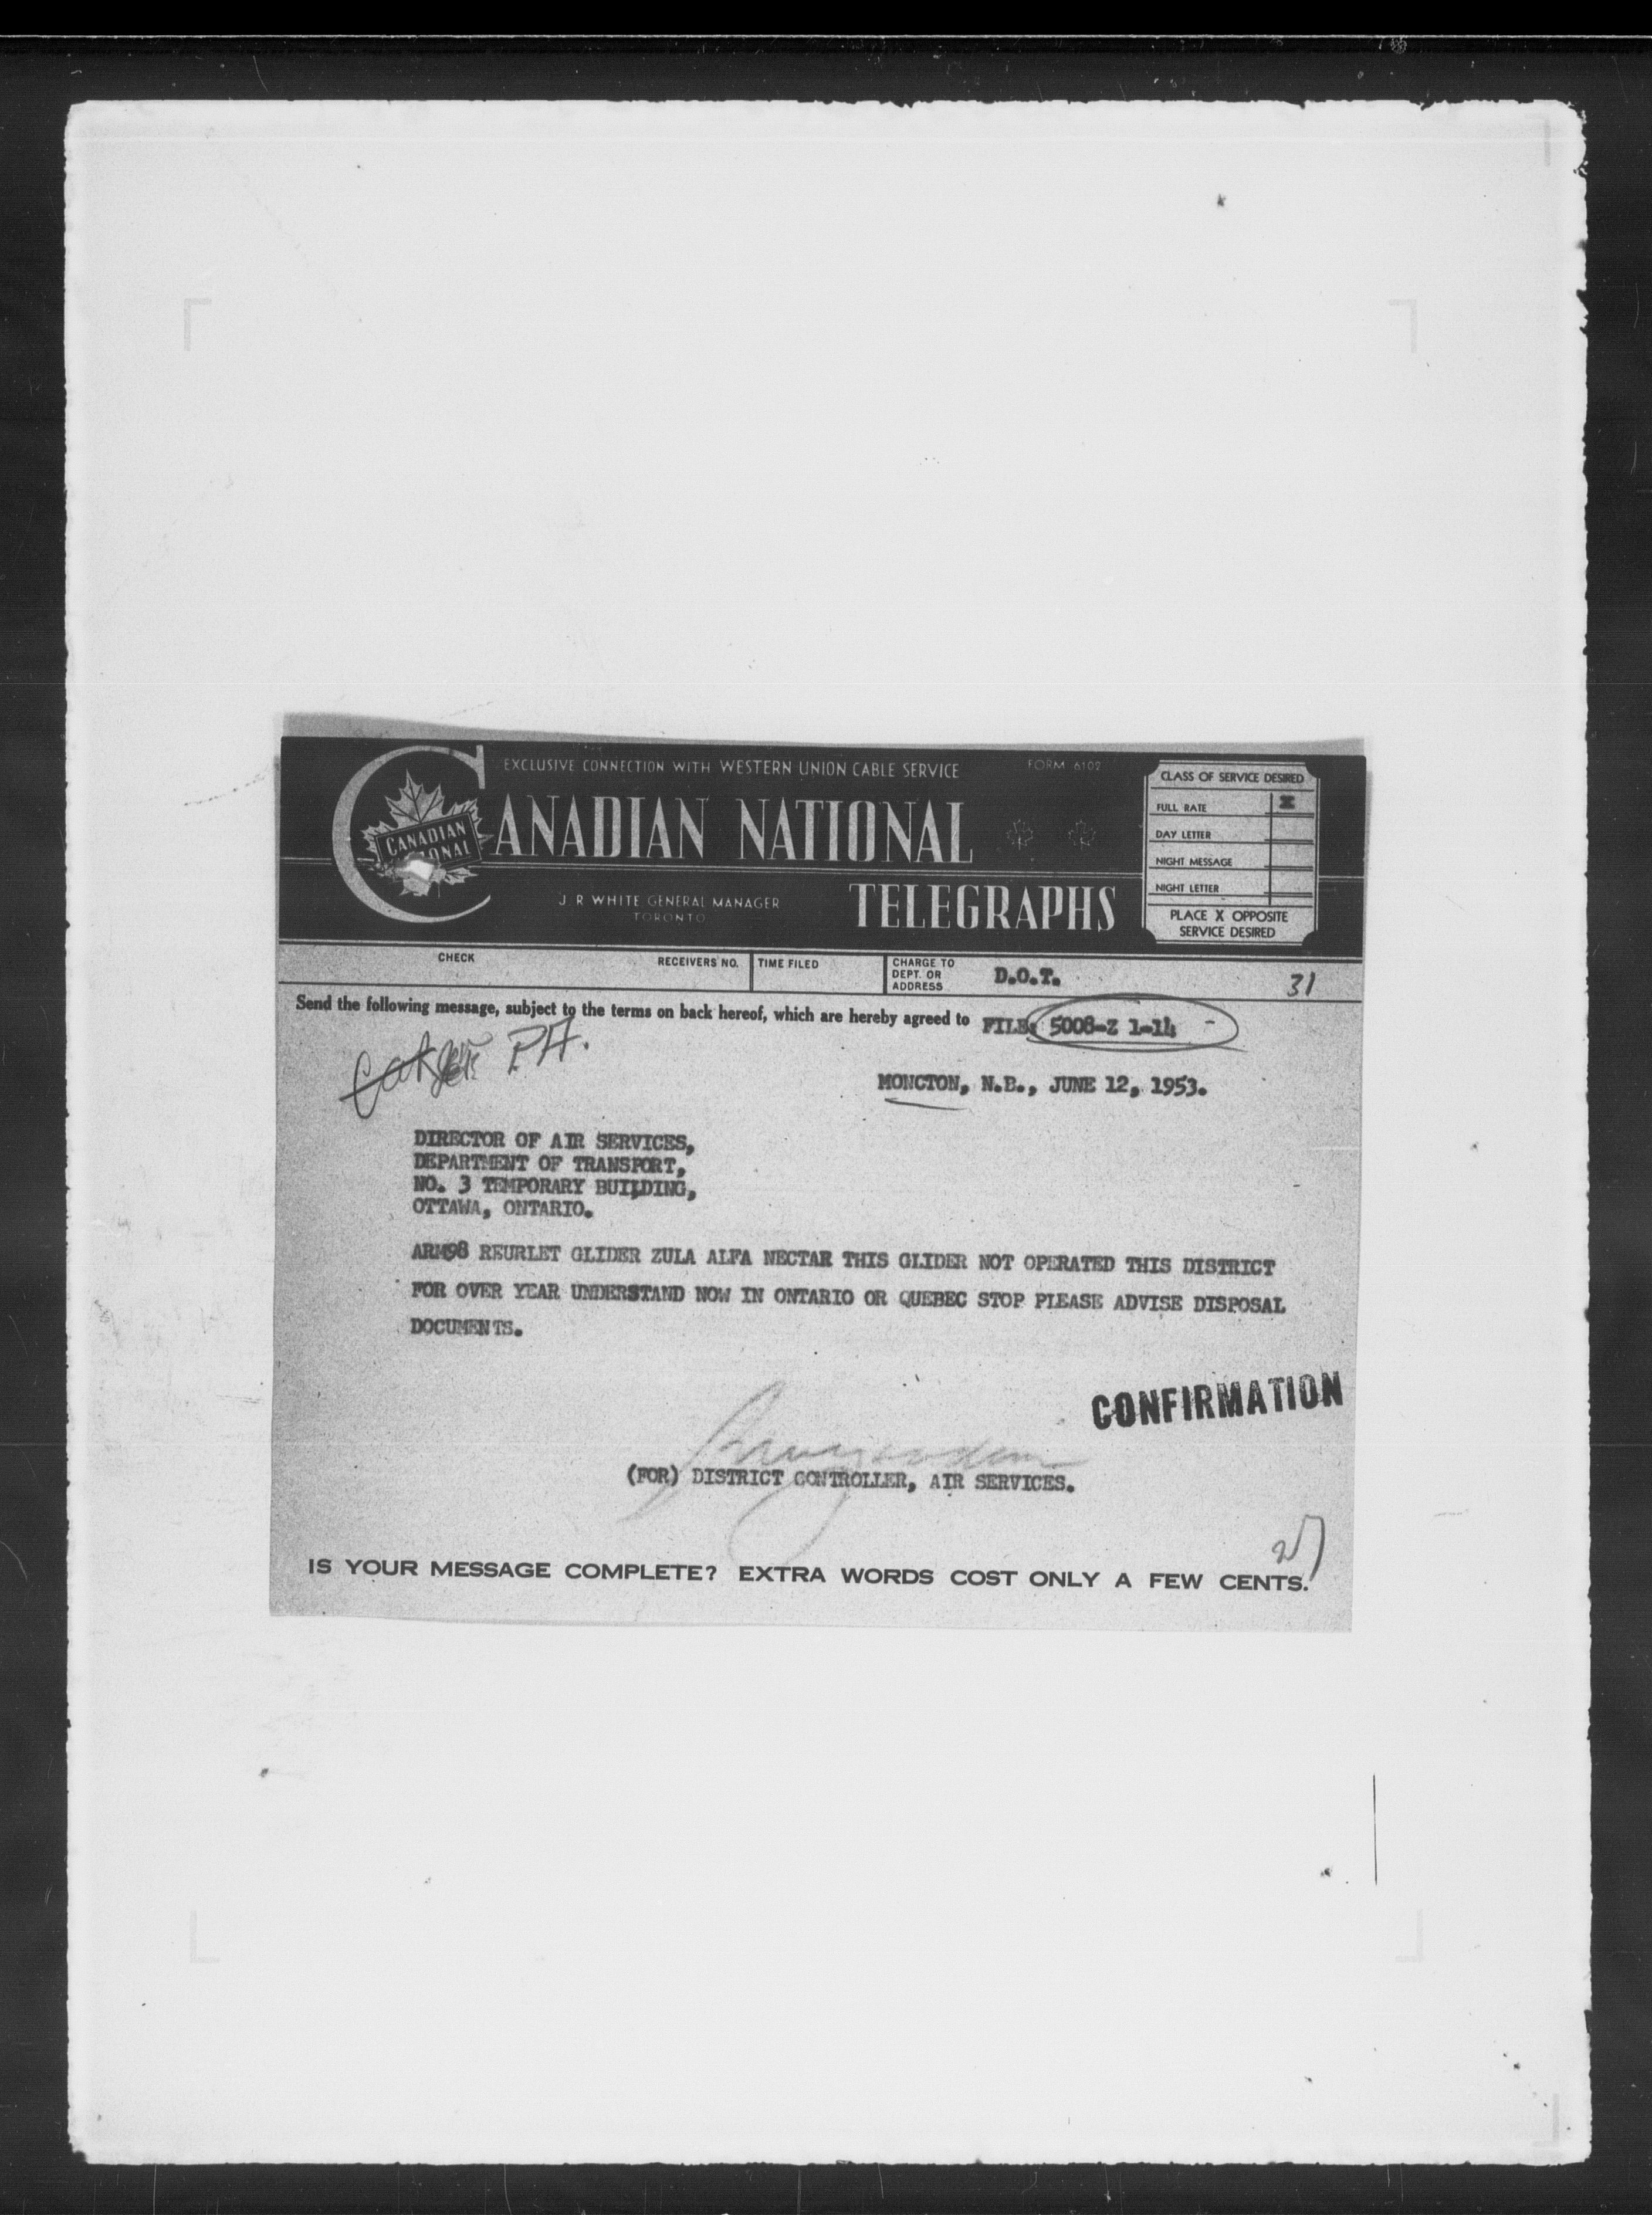 EXCLUSIVE CONNECTION WITH WESTERN UNION CABLE SERVICE
FORM 6102
CANADIAN NATIONAL
TELEGRAPHS
CANADIAN
J. R WHITE GENERAL MANAGER
TORONTO
CLASS OF SERVICE DESIRED
FULL RATE X
DAY LETTER
NIGHT MESSAGE
NIGHT LETTER
PLACE X OPPOSITE
SERVICE DESIRED
CHECK
RECEIVERS NO.
TIME FILED
CHARGE TO
DEPT. OR
ADDRESS
D.O.T.
31
Send the following message, subject to the terms on back hereof, which are hereby agreed to
FILE: 5008-Z 1-14
P.A.
MONCTON, N.B., JUNE 12, 1953.
DIRECTOR OF AIR SERVICES,
DEPARTMENT OF TRANSPORT,
NO. 3 TEMPORARY BUILDING,
OTTAWA, ONTARIO.
ARM98 REURLET GLIDER ZULA ALFA NECTAR THIS GLIDER NOT OPERATED THIS DISTRICT
FOR OVER YEAR UNDERSTAND NOW IN ONTARIO OR QUEBEC STOP PLEASE ADVISE DISPOSAL
DOCUMENTS.
CONFIRMATION
(FOR) DISTRICT CONTROLLER, AIR SERVICES.
IS YOUR MESSAGE COMPLETE? EXTRA WORDS COST ONLY A FEW CENTS.